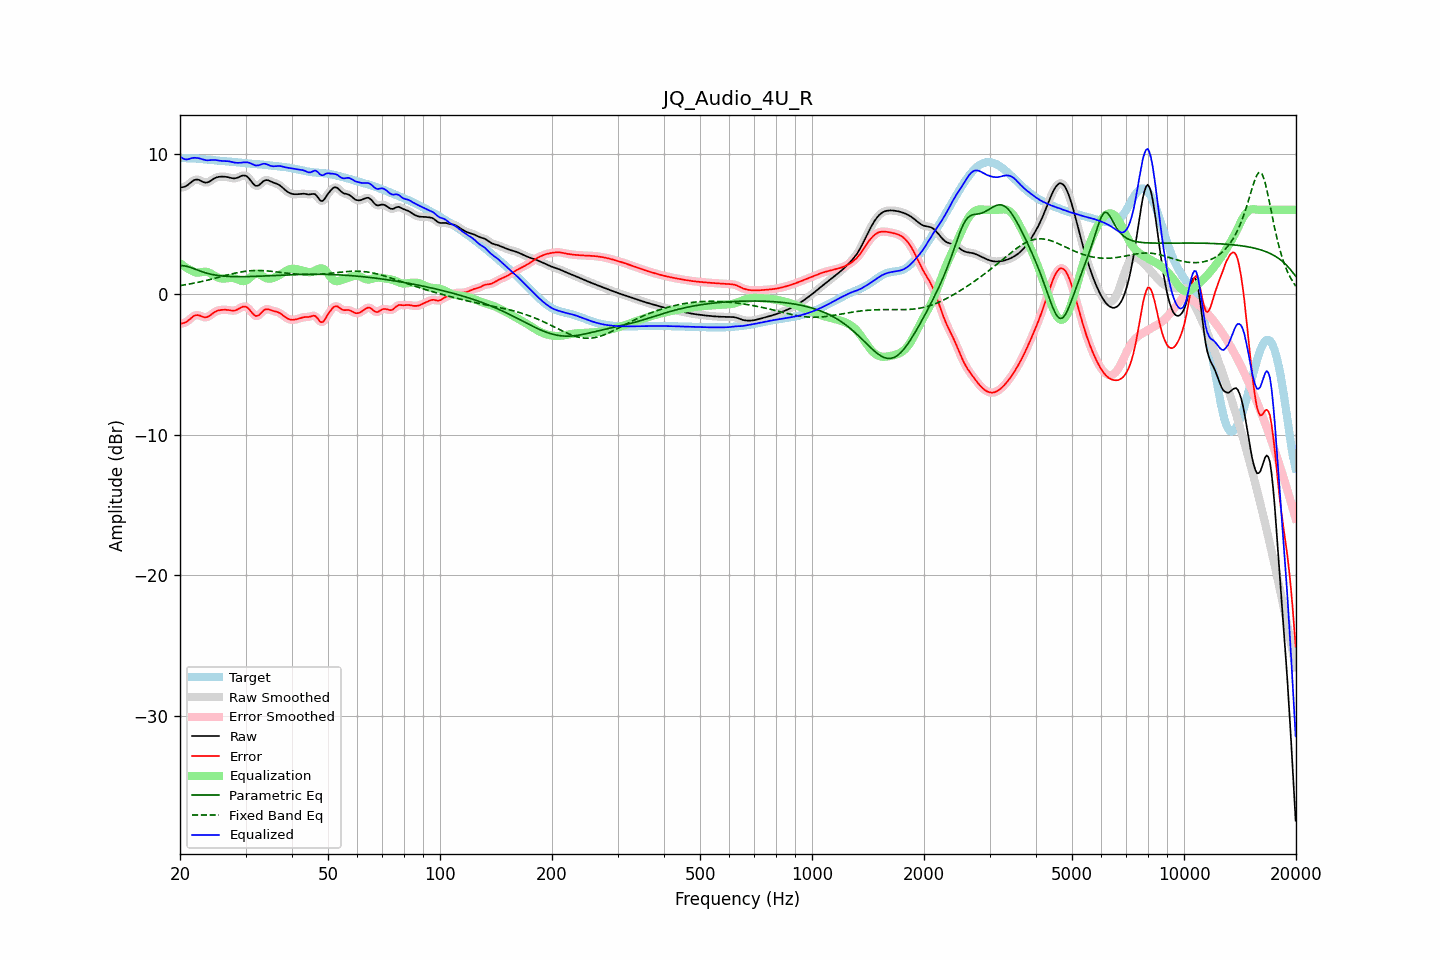 JQ_Audio_4U_R
Amplitude (dBr)
10
0
−10
−20
−30
Target
Raw Smoothed
Error Smoothed
Raw
Error
Equalization
Parametric Eq
Fixed Band Eq
Equalized
20 50 100 200 500 1000 2000 5000 10000 20000
Frequency (Hz)